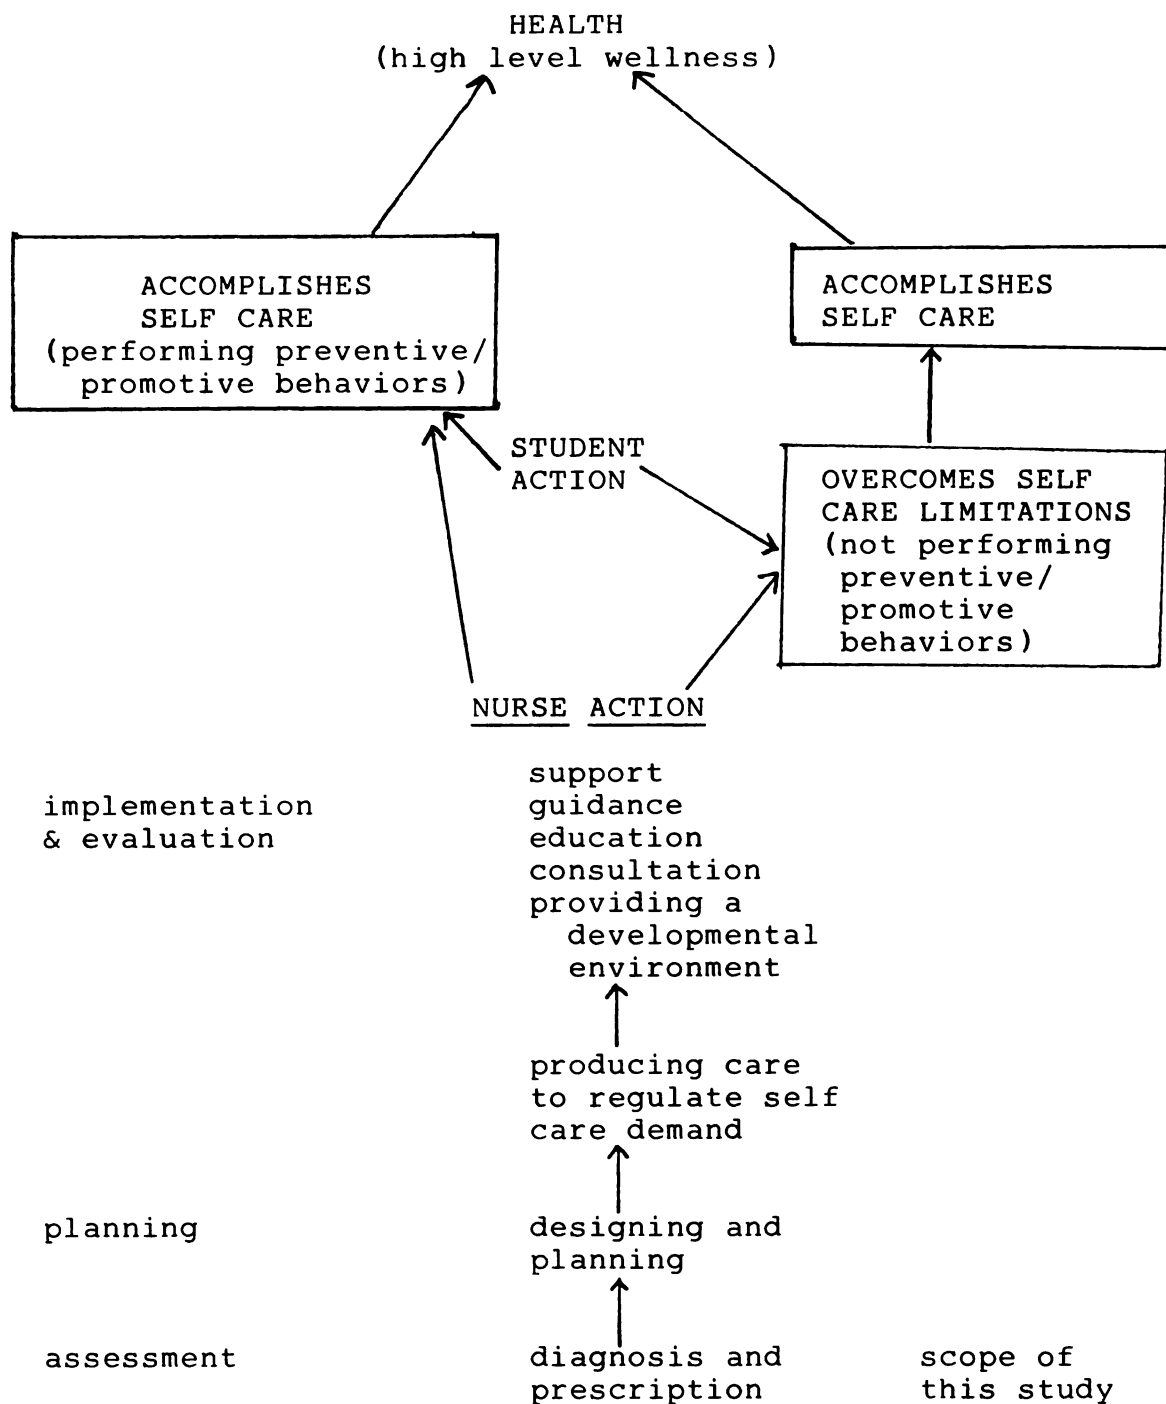 HEALTH
(high level wellness)
ACCOMPLISHES
SELF CARE
(performing preventive/
promotive behaviors)
ACCOMPLISHES
SELF CARE
STUDENT
ACTION
OVERCOMES SELF
CARE LIMITATIONS
(not performing
preventive/
promotive
behaviors)
NURSE ACTION
implementation
& evaluation
support
guidance
education
consultation
providing a
developmental
environment
producing care
to regulate self
care demand
planning
designing and
planning
assessment
diagnosis and
prescription
scope of
this study